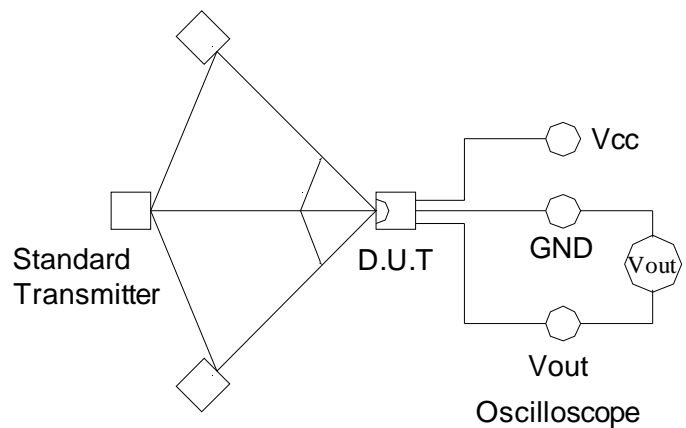 Vcc
Standard
Transmitter
D.U.T
GND
Vout
Vout
Oscilloscope